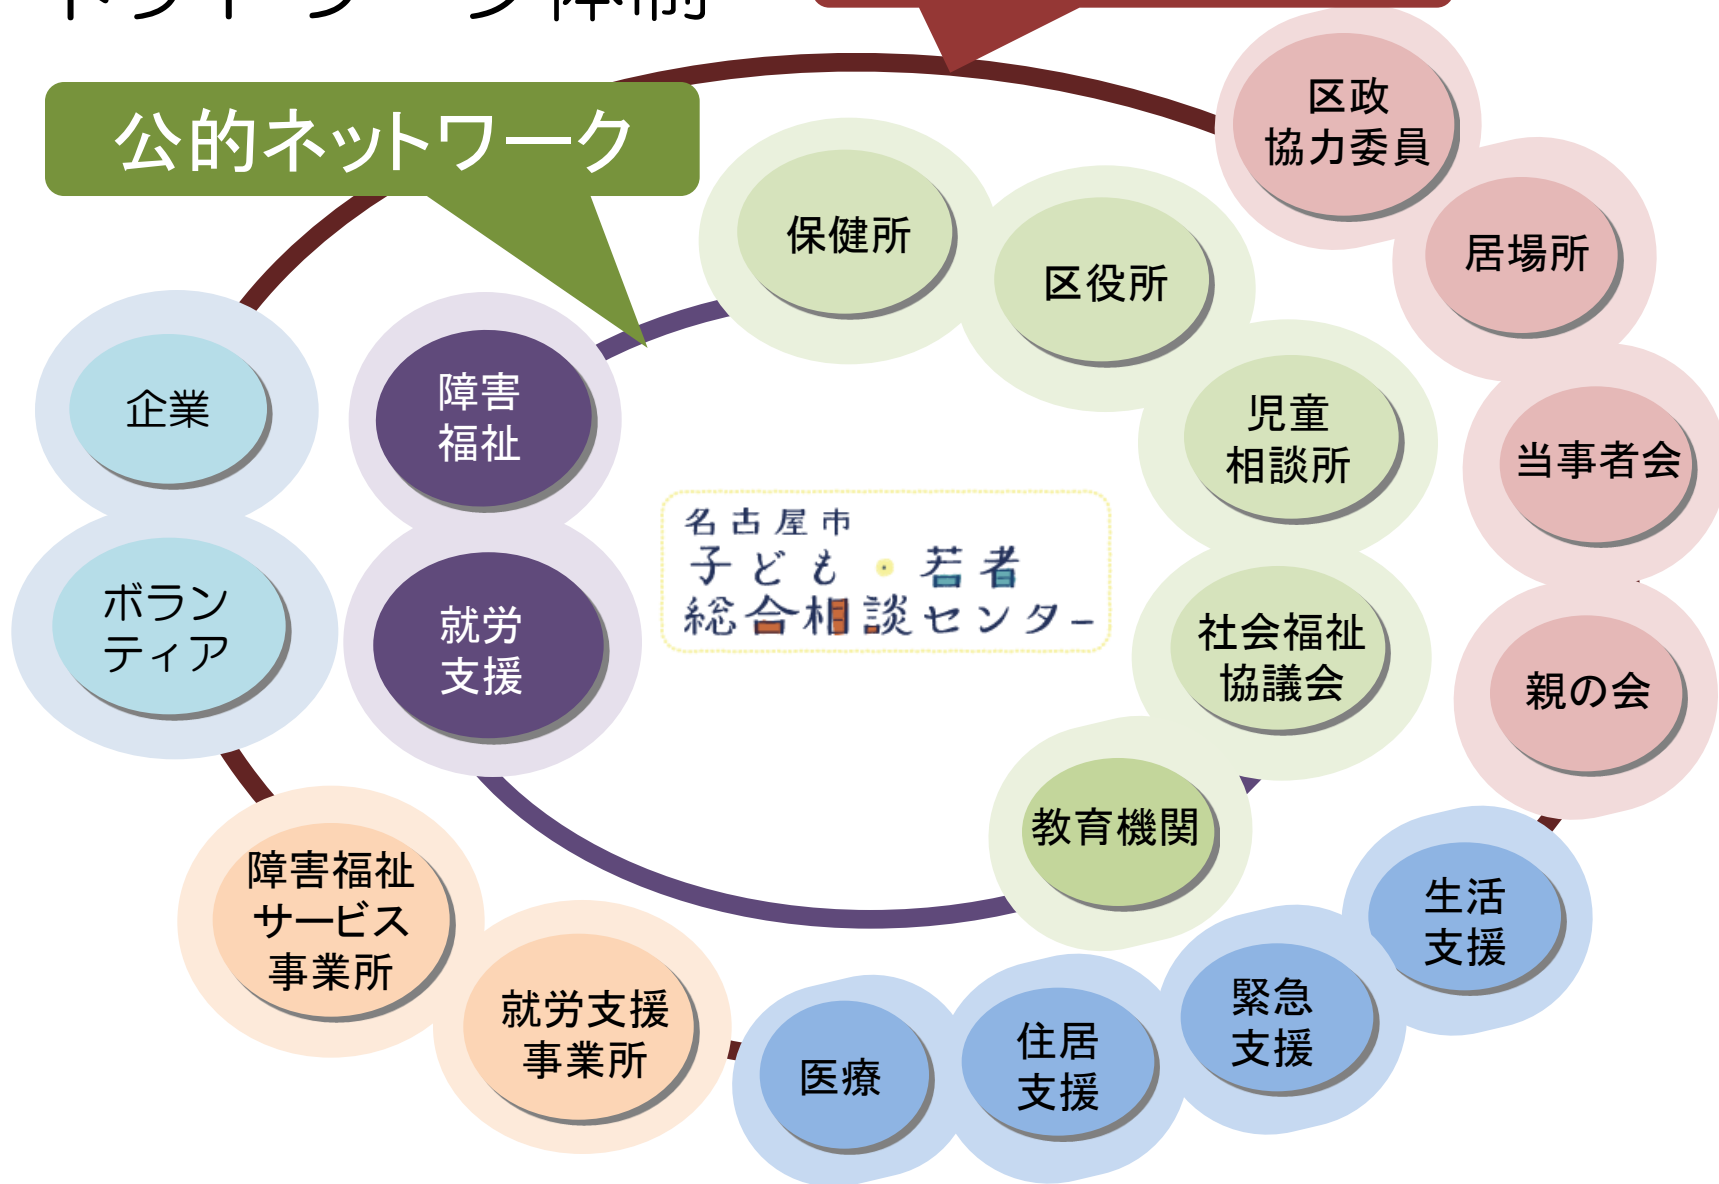 公的ネットワーク
区政
協力委員
保健所
区役所
居場所
企業
障害
福祉
児童
相談所
当事者会
名古屋市
子ども・若者
総合相談センター
ボラン
ティア
就労
支援
社会福祉
協議会
親の会
教育機関
障害福祉
サービス
事業所
生活
支援
就労支援
事業所
医療
住居
支援
緊急
支援